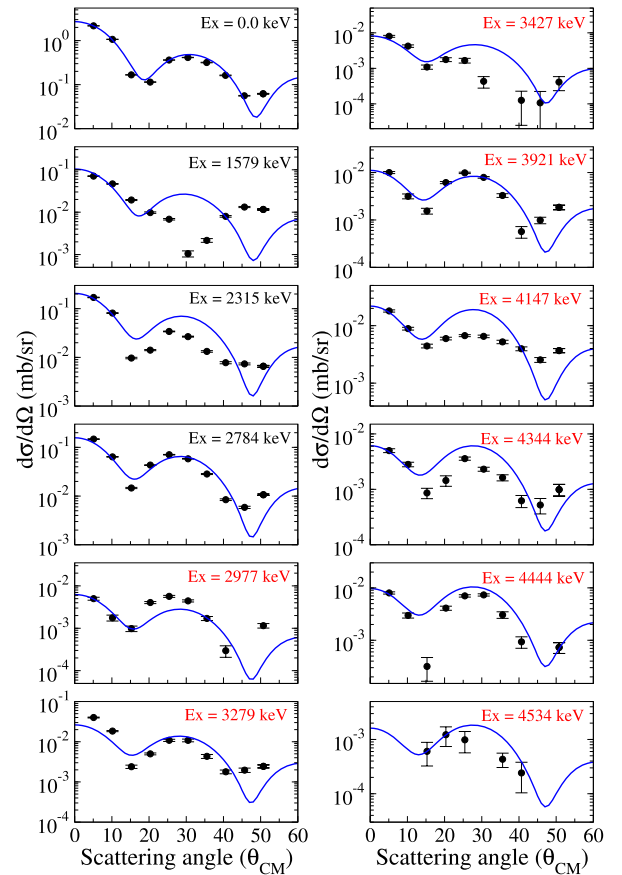 Ex = 0.0 keV
10^0
10^-1
10^-2
Ex = 1579 keV
10^-1
10^-2
10^-3
Ex = 2315 keV
10^-1
10^-2
10^-3
Ex = 2784 keV
10^-1
10^-2
10^-3
Ex = 2977 keV
10^-2
10^-3
10^-4
Ex = 3279 keV
10^-1
10^-2
10^-3
10^-4
0 10 20 30 40 50 60
Scattering angle (θ_CM)
dσ/dΩ (mb/sr)
Ex = 3427 keV
10^-2
10^-3
10^-4
Ex = 3921 keV
10^-2
10^-3
10^-4
Ex = 4147 keV
10^-2
10^-3
Ex = 4344 keV
10^-2
10^-3
10^-4
Ex = 4444 keV
10^-2
10^-3
Ex = 4534 keV
10^-3
10^-4
0 10 20 30 40 50 60
Scattering angle (θ_CM)
dσ/dΩ (mb/sr)